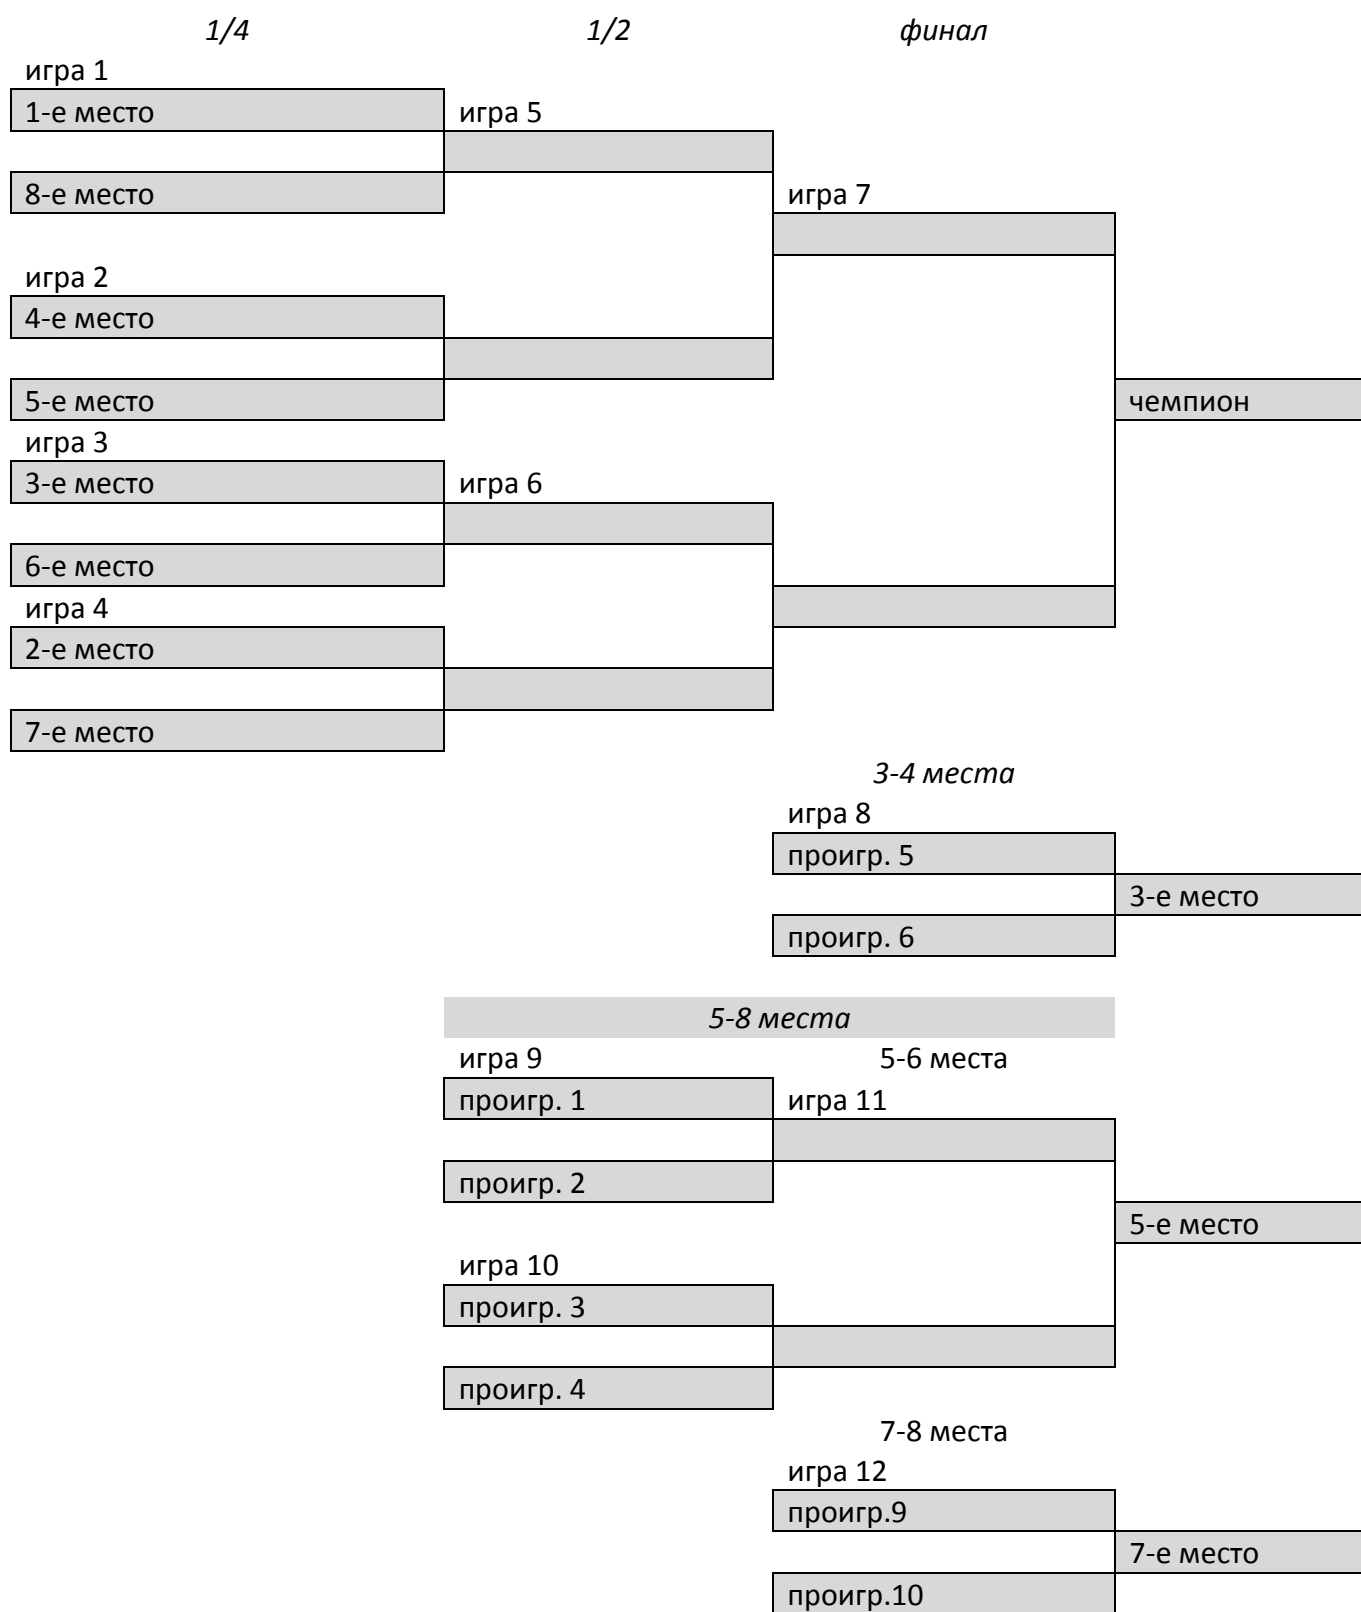 1/4 1/2 финал
игра 1
1-е место игра 5
8-е место игра 7
игра 2
4-е место
5-е место чемпион
игра 3
3-е место игра 6
6-е место
игра 4
2-е место
7-е место
3-4 места
игра 8
проигр. 5
3-е место
проигр. 6
5-8 места
игра 9 5-6 места
проигр. 1 игра 11
проигр. 2
5-е место
игра 10
проигр. 3
проигр. 4
7-8 места
игра 12
проигр.9
7-е место
проигр.10